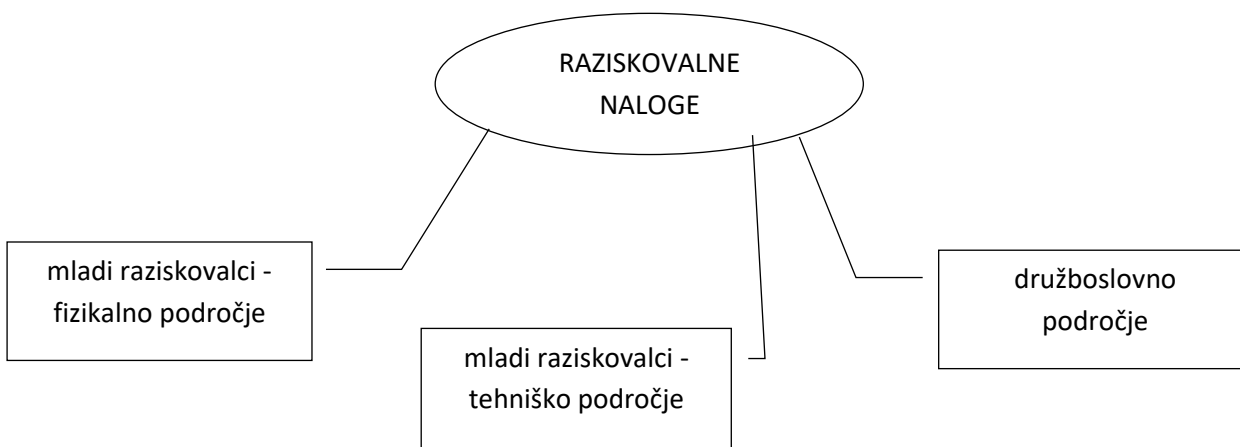 RAZISKOVALNE
NALOGE
mladi raziskovalci -
fizikalno področje
mladi raziskovalci -
tehniško področje
družboslovno
področje